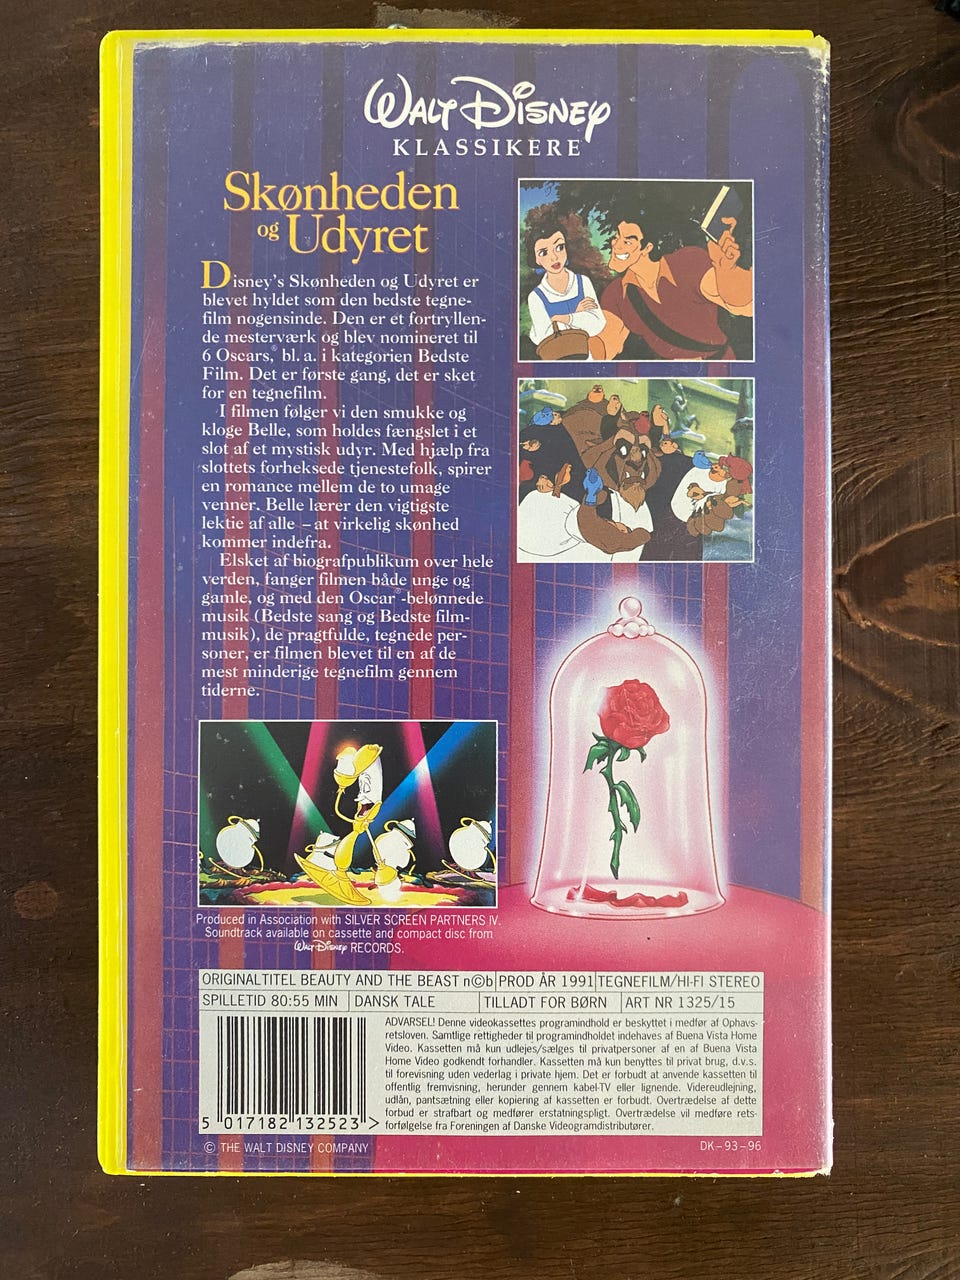 WALT DISNEY
KLASSIKERE
Skønheden
og Udyret
Disney's Skønheden og Udyret er
blevet hyldet som den bedste tegne-
film nogensinde. Den er et fortryllen-
de mesterværk og blev nomineret til
6 Oscars,® bl. a. i kategorien Bedste
Film. Det er første gang, det er sket
for en tegnefilm.
I filmen følger vi den smukke og
kloge Belle, som holdes fængslet i et
slot af et mystisk udyr. Med hjælp fra
slottets forheksede tjenestefolk, spirer
en romance mellem de to umage
venner. Belle lærer den vigtigste
lektie af alle – at virkelig skønhed
kommer indefra.
Elsket af biografpublikum over hele
verden, fanger filmen både unge og
gamle, og med den Oscar®-belønnede
musik (Bedste sang og Bedste film-
musik), de pragtfulde, tegnede per-
soner, er filmen blevet til en af de
mest minderige tegnefilm gennem
tiderne.
Produced in Association with SILVER SCREEN PARTNERS IV.
Soundtrack available on cassette and compact disc from
Walt Disney RECORDS.
ORIGINALTITEL BEAUTY AND THE BEAST n©b PROD ÅR 1991 TEGNEFILM/HI-FI STEREO
SPILLETID 80:55 MIN DANSK TALE TILLADT FOR BØRN ART NR 1325/15
ADVARSEL! Denne videokassettes programindhold er beskyttet i medfør af Ophavs-
retsloven. Samtlige rettigheder til programindholdet indehaves af Buena Vista Home
Video. Kassetten må kun udlejes/sælges til privatpersoner af en af Buena Vista
Home Video godkendt forhandler. Kassetten må kun benyttes til privat brug, d.v.s.
til forevisning uden vederlag i private hjem. Det er forbudt at anvende kassetten til
offentlig fremvisning, herunder gennem kabel-TV eller lignende. Videreudlejning,
udlån, pantsætning eller kopiering af kassetten er forbudt. Overtrædelse af dette
forbud er strafbart og medfører erstatningspligt. Overtrædelse vil medføre rets-
forfølgelse fra Foreningen af Danske Videogramdistributører.
5 017182 132523 >
© THE WALT DISNEY COMPANY
DK–93–96